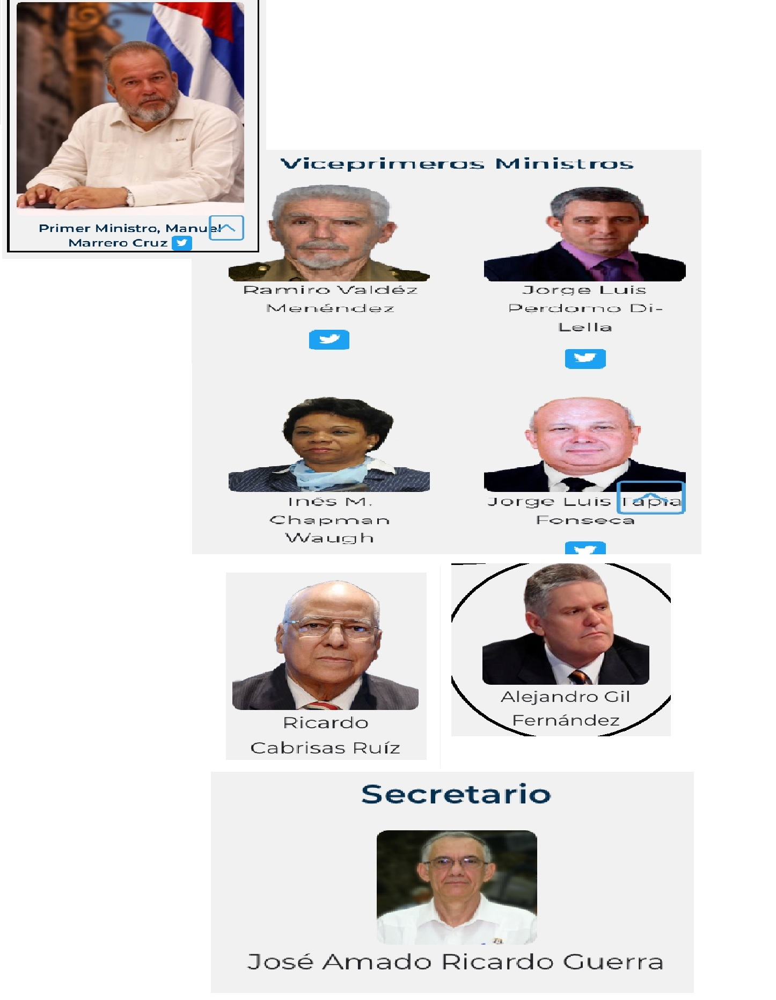 Primer Ministro, Manuel
Marrero Cruz
Viceprimeros Ministros
Ramiro Valdéz
Menéndez
Jorge Luis
Perdomo Di-
Lella
Inés M.
Chapman
Waugh
Jorge Luis Tapia
Fonseca
Ricardo
Cabrisas Ruíz
Alejandro Gil
Fernández
Secretario
José Amado Ricardo Guerra